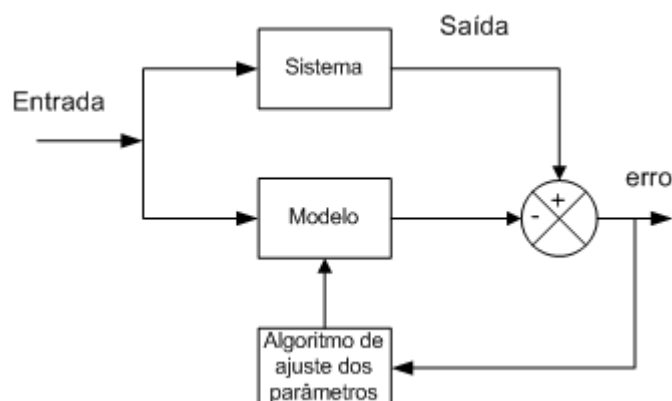 Saída
Sistema
Entrada
erro
+
-
Modelo
Algoritmo de
ajuste dos
parâmetros